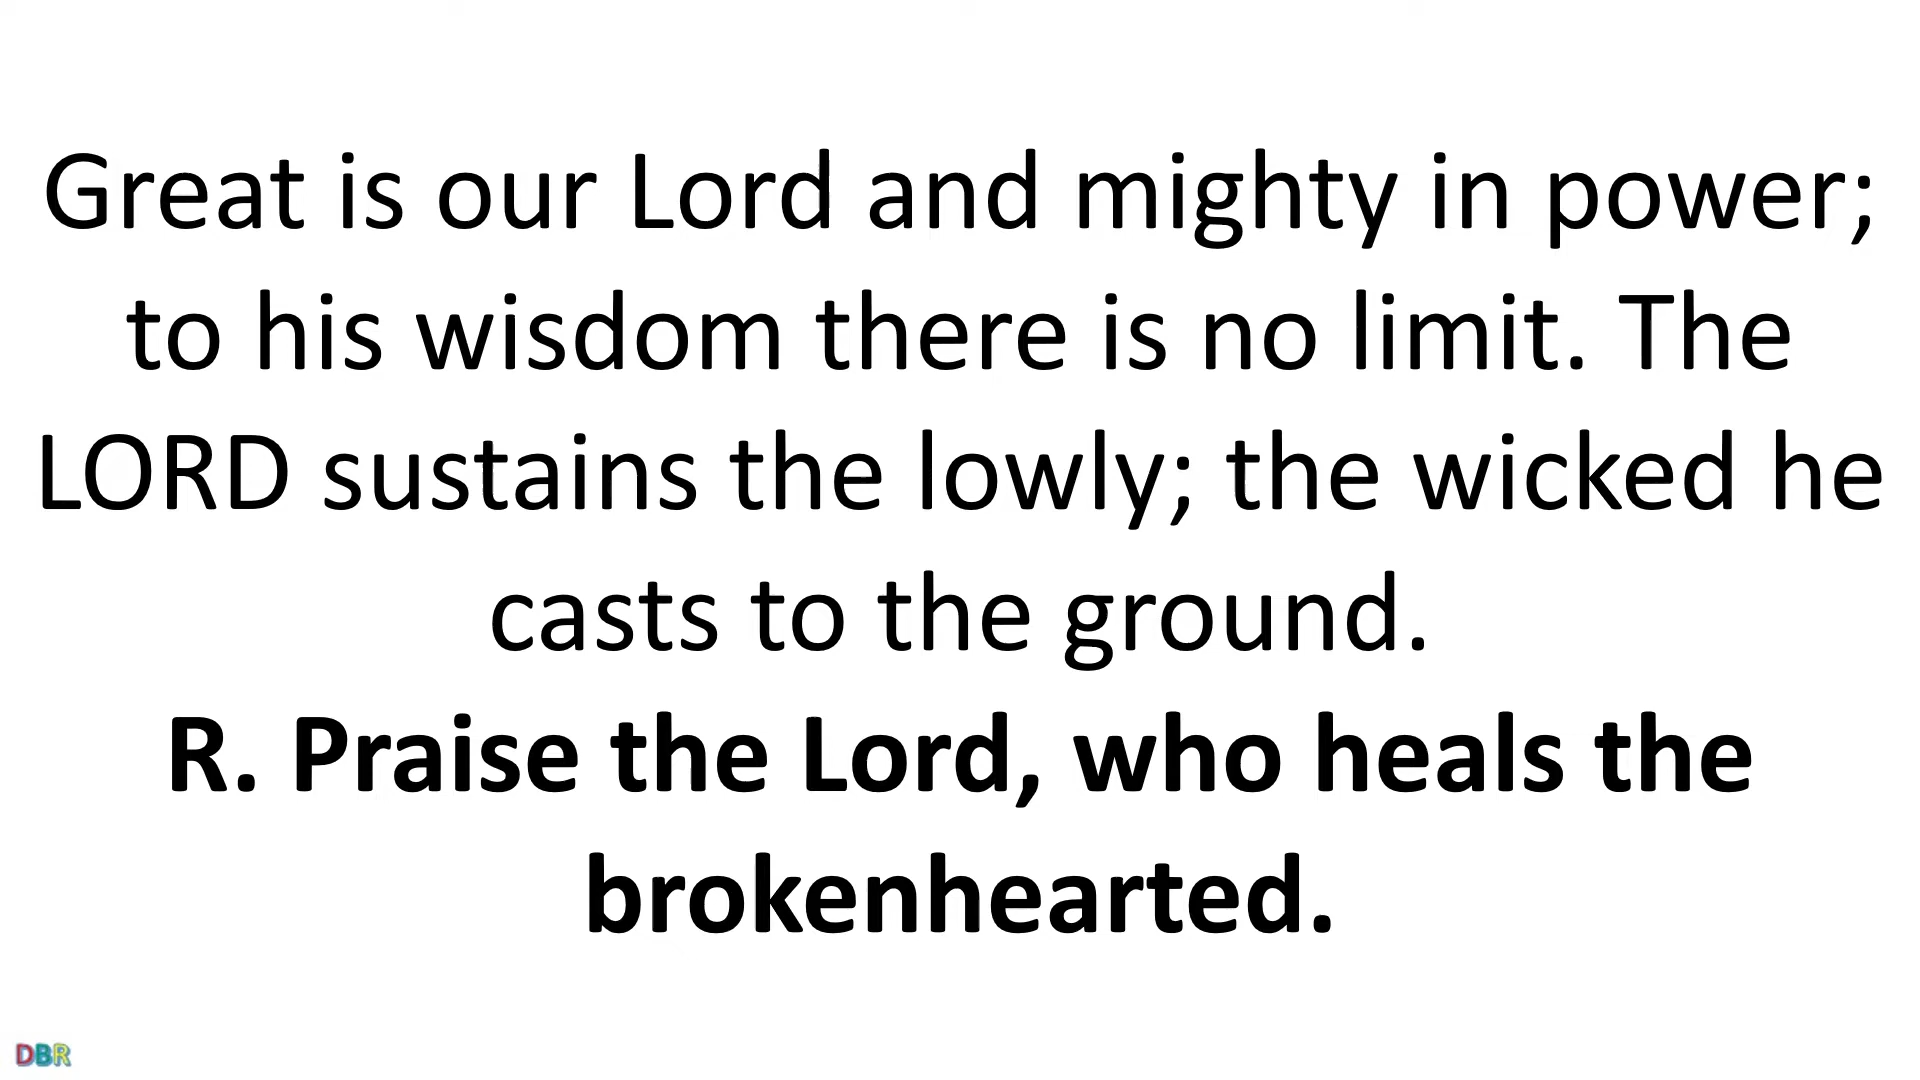 Great is our Lord and mighty in power;
to his wisdom there is no limit. The
LORD sustains the lowly; the wicked he
casts to the ground.
R. Praise the Lord, who heals the
brokenhearted.
DBR